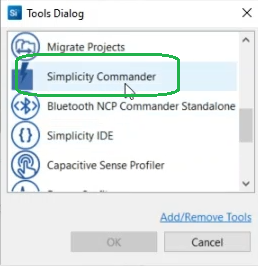 Si Tools Dialog
Migrate Projects
Simplicity Commander
Bluetooth NCP Commander Standalone
Simplicity IDE
Capacitive Sense Profiler
Add/Remove Tools
OK
Cancel